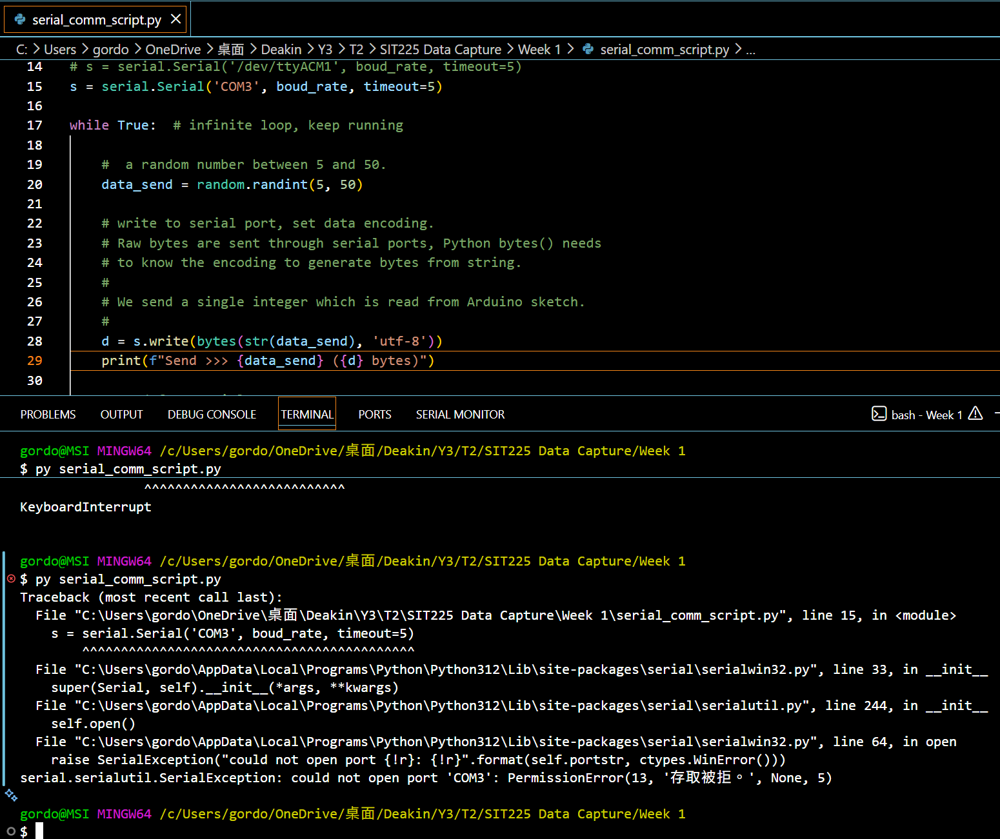 serial_comm_script.py
C: > Users > gordo > OneDrive > 桌面 > Deakin > Y3 > T2 > SIT225 Data Capture > Week 1 > serial_comm_script.py > ...
14 # s = serial.Serial('/dev/ttyACM1', boud_rate, timeout=5)
15 s = serial.Serial('COM3', boud_rate, timeout=5)
16
17 while True:  # infinite loop, keep running
18
19     #  a random number between 5 and 50.
20     data_send = random.randint(5, 50)
21
22     # write to serial port, set data encoding.
23     # Raw bytes are sent through serial ports, Python bytes() needs
24     # to know the encoding to generate bytes from string.
25     #
26     # We send a single integer which is read from Arduino sketch.
27     #
28     d = s.write(bytes(str(data_send), 'utf-8'))
29     print(f"Send >>> {data_send} ({d} bytes)")
30
PROBLEMS OUTPUT DEBUG CONSOLE TERMINAL PORTS SERIAL MONITOR bash - Week 1
gordo@MSI MINGW64 /c/Users/gordo/OneDrive/桌面/Deakin/Y3/T2/SIT225 Data Capture/Week 1
$ py serial_comm_script.py
^^^^^^^^^^^^^^^^^^^^^^^^^^
KeyboardInterrupt
gordo@MSI MINGW64 /c/Users/gordo/OneDrive/桌面/Deakin/Y3/T2/SIT225 Data Capture/Week 1
$ py serial_comm_script.py
Traceback (most recent call last):
  File "C:\Users\gordo\OneDrive\桌面\Deakin\Y3\T2\SIT225 Data Capture\Week 1\serial_comm_script.py", line 15, in <module>
    s = serial.Serial('COM3', boud_rate, timeout=5)
        ^^^^^^^^^^^^^^^^^^^^^^^^^^^^^^^^^^^^^^^^^^^
  File "C:\Users\gordo\AppData\Local\Programs\Python\Python312\Lib\site-packages\serial\serialwin32.py", line 33, in __init__
    super(Serial, self).__init__(*args, **kwargs)
  File "C:\Users\gordo\AppData\Local\Programs\Python\Python312\Lib\site-packages\serial\serialutil.py", line 244, in __init__
    self.open()
  File "C:\Users\gordo\AppData\Local\Programs\Python\Python312\Lib\site-packages\serial\serialwin32.py", line 64, in open
    raise SerialException("could not open port {!r}: {!r}".format(self.portstr, ctypes.WinError()))
serial.serialutil.SerialException: could not open port 'COM3': PermissionError(13, '存取被拒。', None, 5)
gordo@MSI MINGW64 /c/Users/gordo/OneDrive/桌面/Deakin/Y3/T2/SIT225 Data Capture/Week 1
$